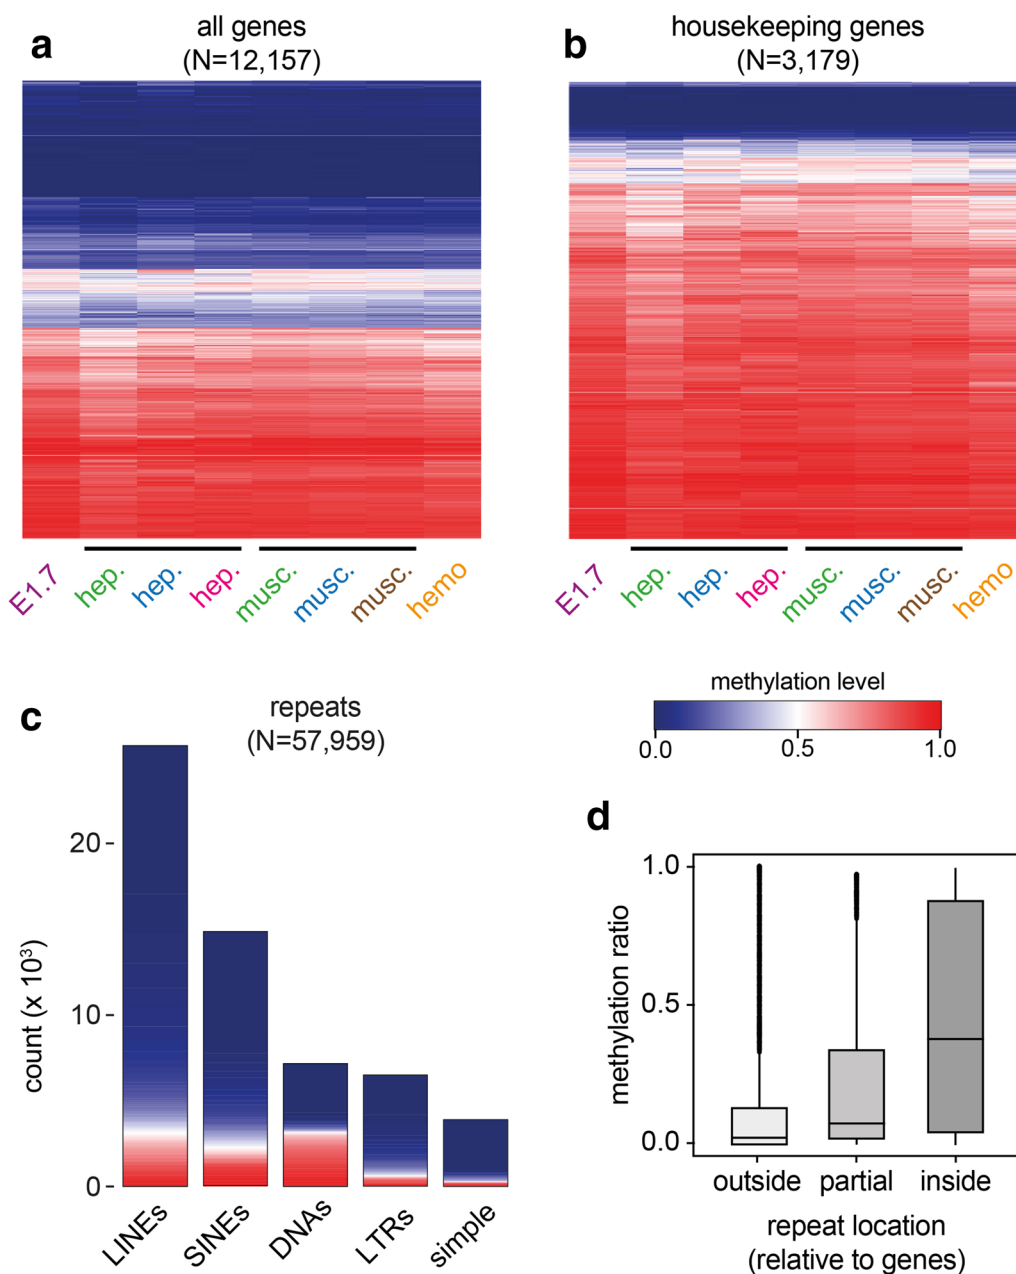 a
all genes
(N=12,157)
b
housekeeping genes
(N=3,179)
E1.7
hep.
hep.
hep.
musc.
musc.
musc.
hemo
E1.7
hep.
hep.
hep.
musc.
musc.
musc.
hemo
methylation level
0.0
0.5
1.0
c
repeats
(N=57,959)
count (x 10³)
20
10
0
LINEs
SINEs
DNAs
LTRs
simple
d
methylation ratio
1.0
0.5
0.0
outside
partial
inside
repeat location
(relative to genes)